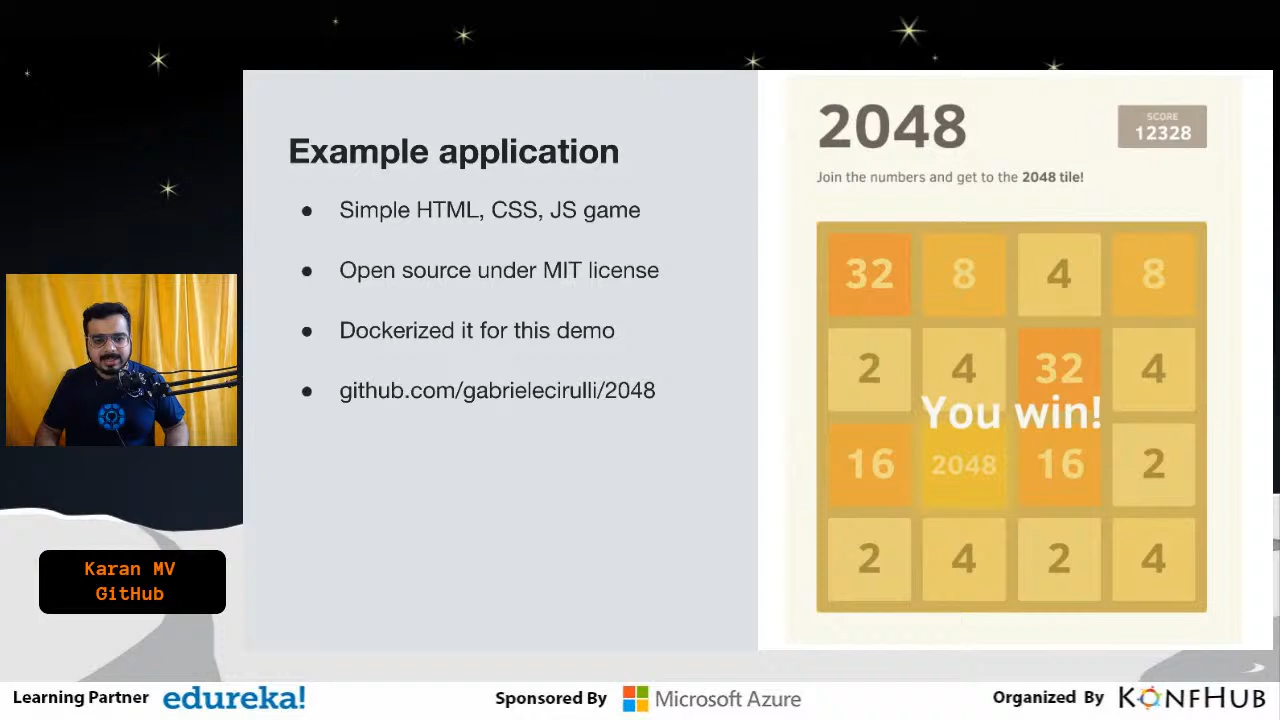 Example application
Simple HTML, CSS, JS game
Open source under MIT license
Dockerized it for this demo
github.com/gabrielecirulli/2048
2048
SCORE
12328
Join the numbers and get to the 2048 tile!
32 8 4 8
2 4 32 4
You win!
16 2048 16 2
2 4 2 4
Karan MV
GitHub
Learning Partner edureka!
Sponsored By Microsoft Azure
Organized By KONFHUB